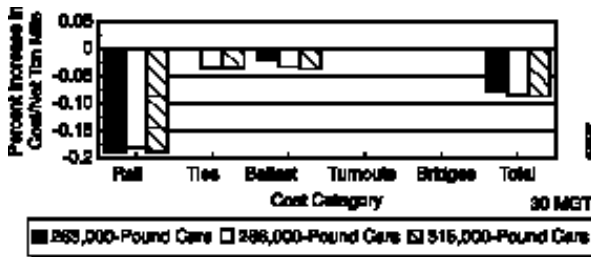 Percent Increase in
Cost/Net Ton Mile
0.05
0
-0.05
-0.10
-0.15
-0.2
Rail Ties Ballast Turnouts Bridges Total
Cost Category
30 MGT
263,000-Pound Cars 286,000-Pound Cars 315,000-Pound Cars